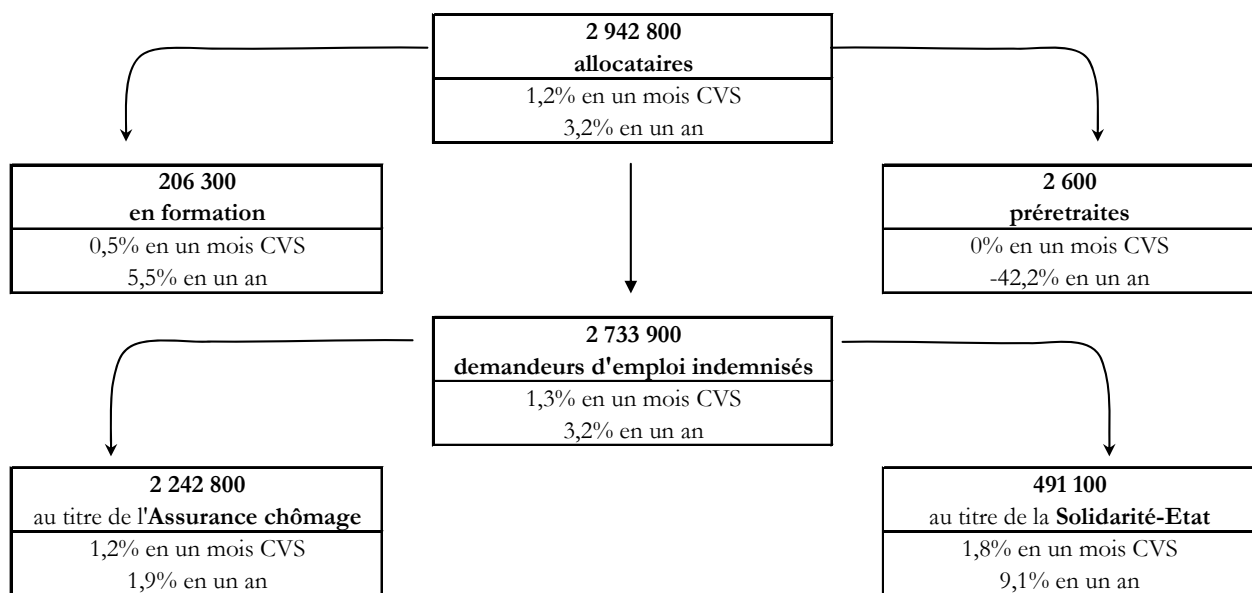 2 942 800
allocataires
1,2% en un mois CVS
3,2% en un an
206 300
en formation
0,5% en un mois CVS
5,5% en un an
2 600
préretraites
0% en un mois CVS
-42,2% en un an
2 733 900
demandeurs d'emploi indemnisés
1,3% en un mois CVS
3,2% en un an
2 242 800
au titre de l'Assurance chômage
1,2% en un mois CVS
1,9% en un an
491 100
au titre de la Solidarité-Etat
1,8% en un mois CVS
9,1% en un an